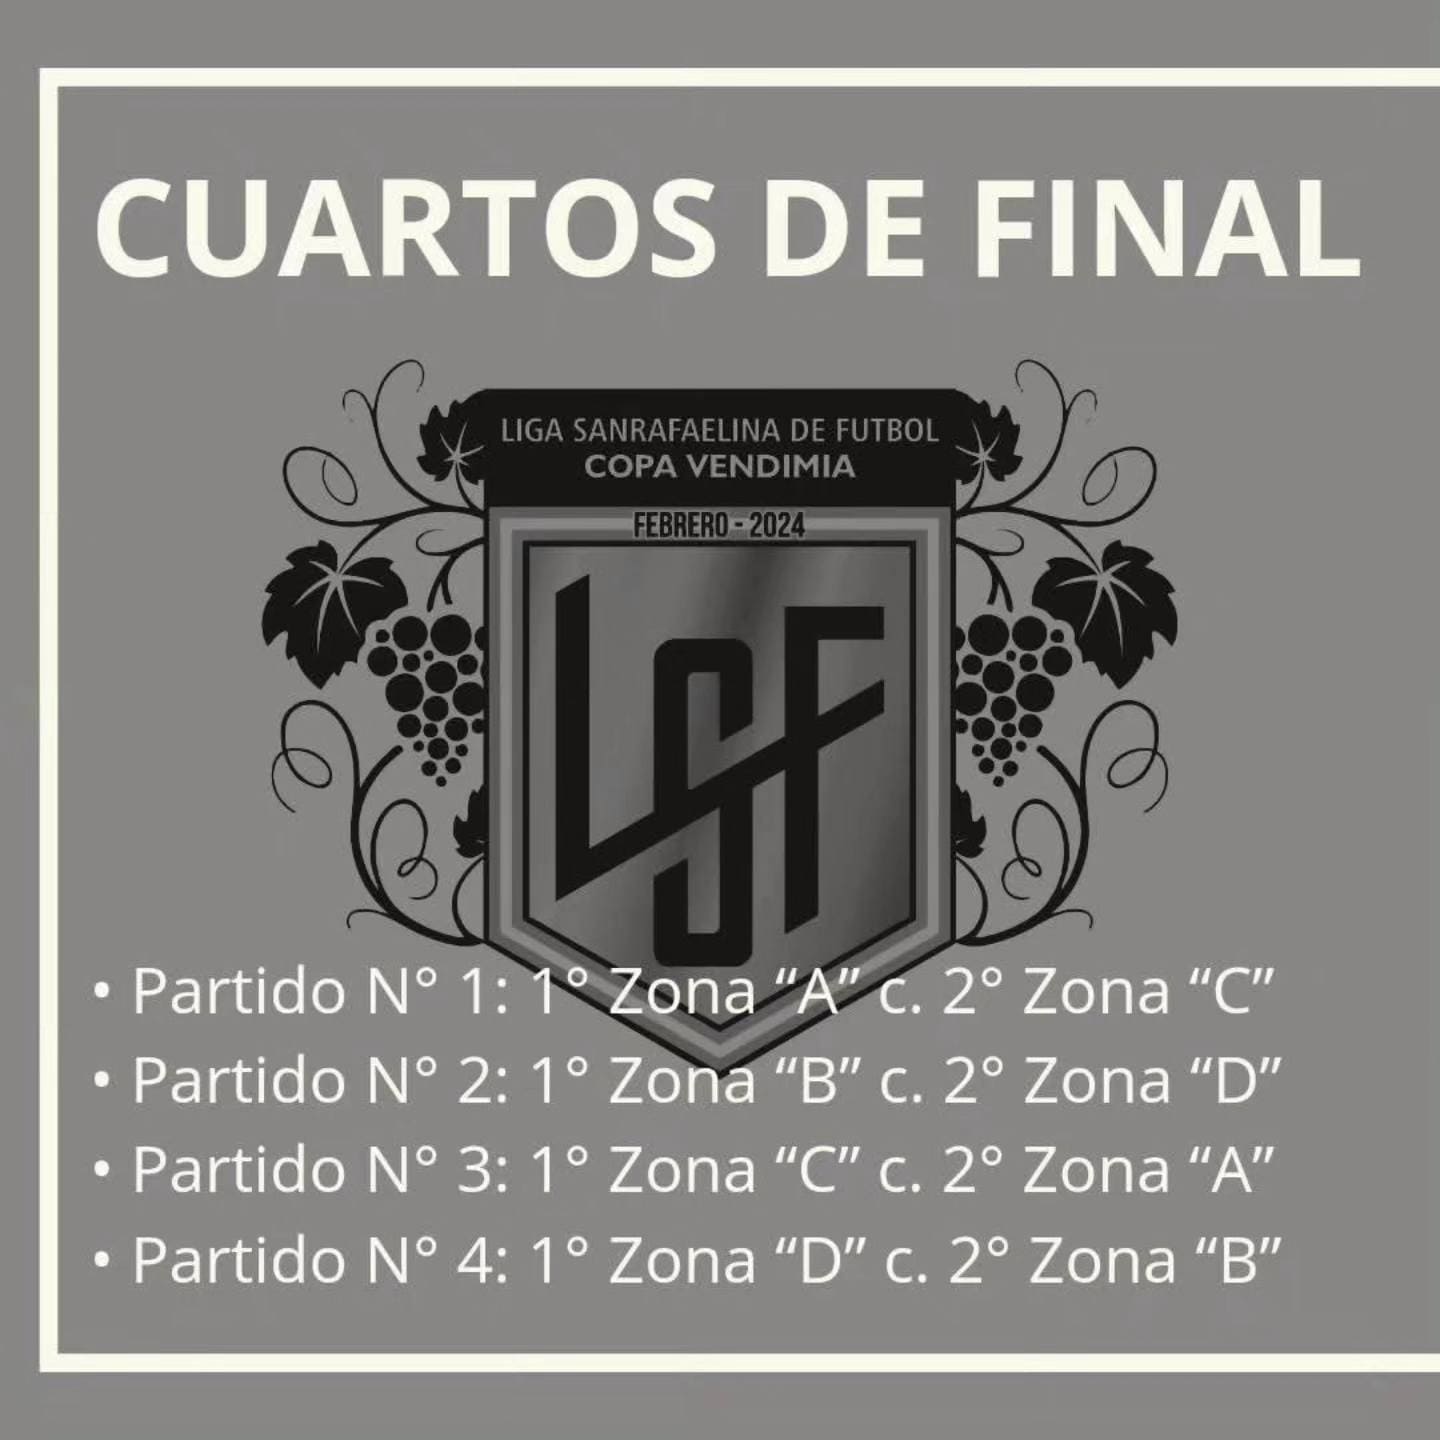 CUARTOS DE FINAL
LIGA SANRAFAELINA DE FUTBOL
COPA VENDIMIA
FEBRERO - 2024
LSF
• Partido N° 1: 1° Zona “A” c. 2° Zona “C”
• Partido N° 2: 1° Zona “B” c. 2° Zona “D”
• Partido N° 3: 1° Zona “C” c. 2° Zona “A”
• Partido N° 4: 1° Zona “D” c. 2° Zona “B”